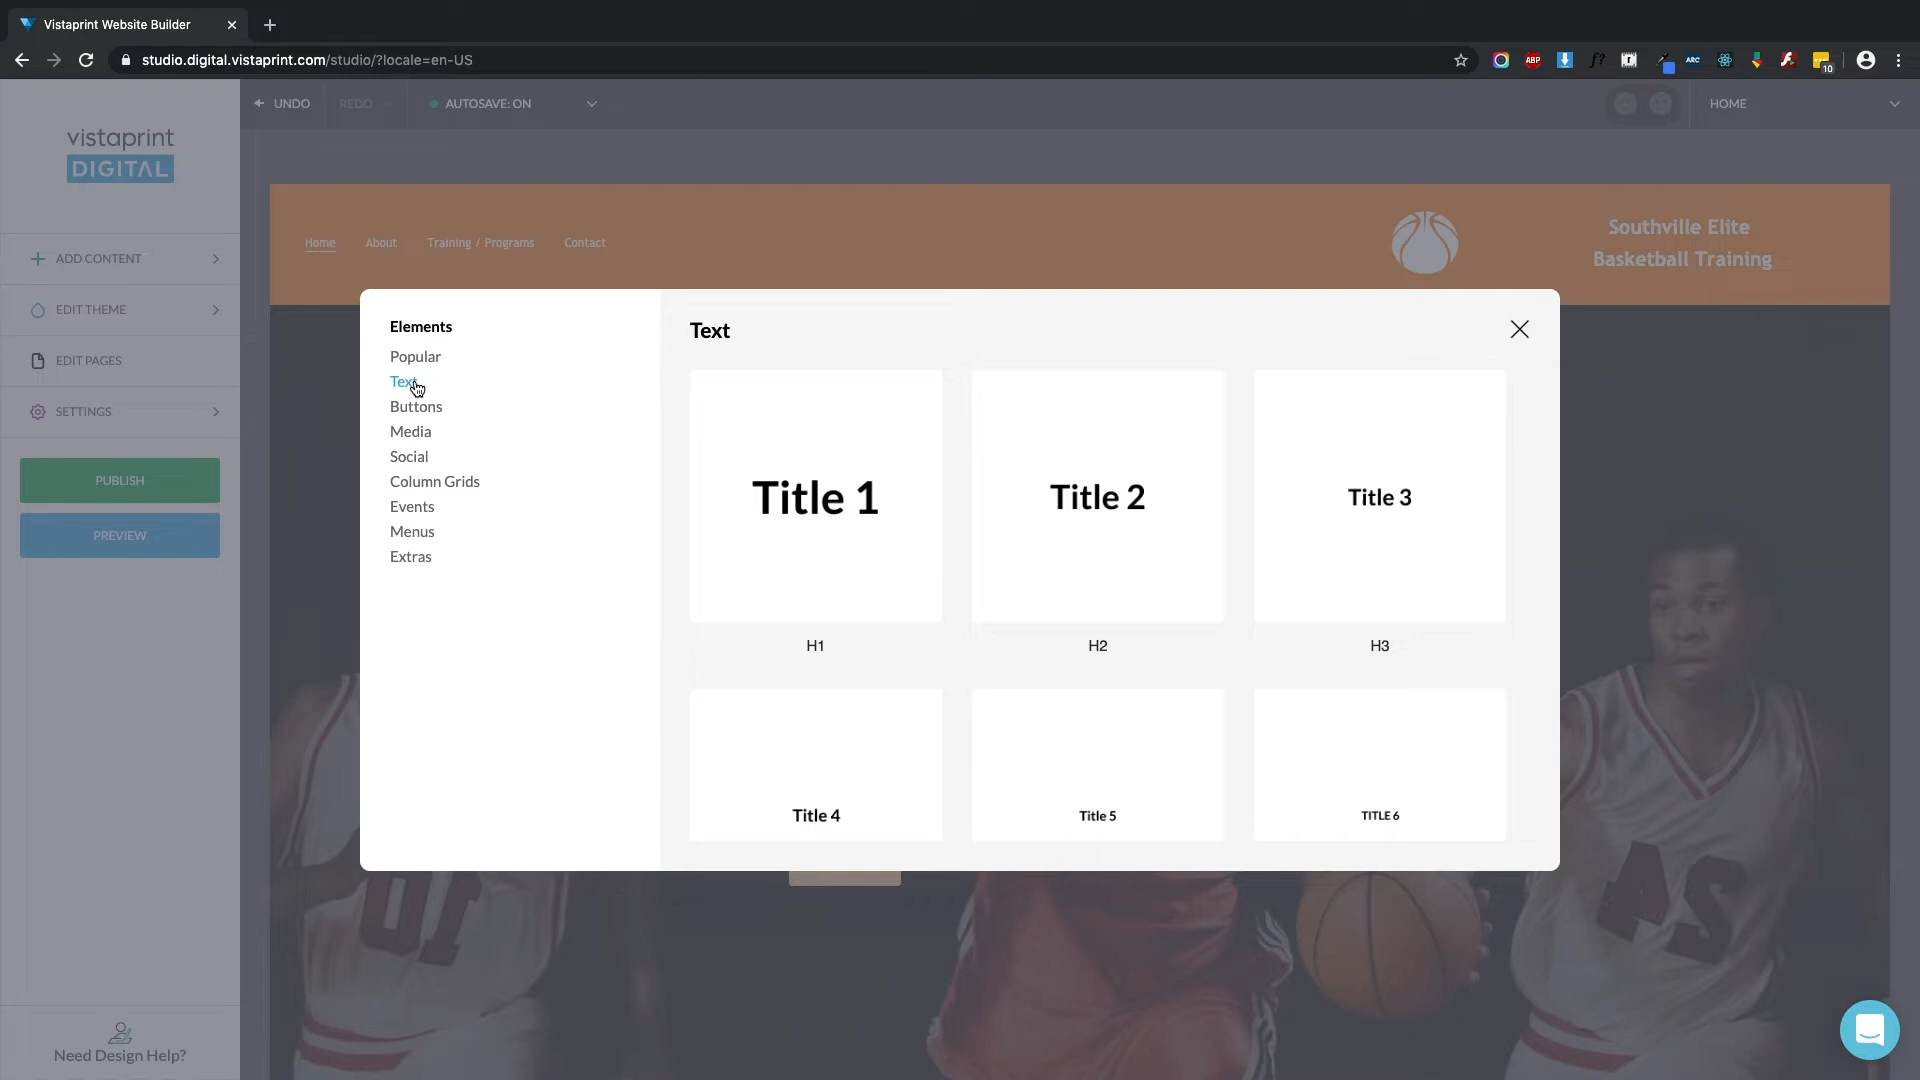 Vistaprint Website Builder
studio.digital.vistaprint.com/studio/?locale=en-US
ABP
f?
ARC
10
vistaprint
DIGITAL
UNDO
REDO
AUTOSAVE: ON
HOME
Home
About
Training / Programs
Contact
Southville Elite
Basketball Training
ADD CONTENT
EDIT THEME
EDIT PAGES
SETTINGS
PUBLISH
PREVIEW
Need Design Help?
Elements
Popular
Text
Buttons
Media
Social
Column Grids
Events
Menus
Extras
Text
Title 1
Title 2
Title 3
H1
H2
H3
Title 4
Title 5
TITLE 6